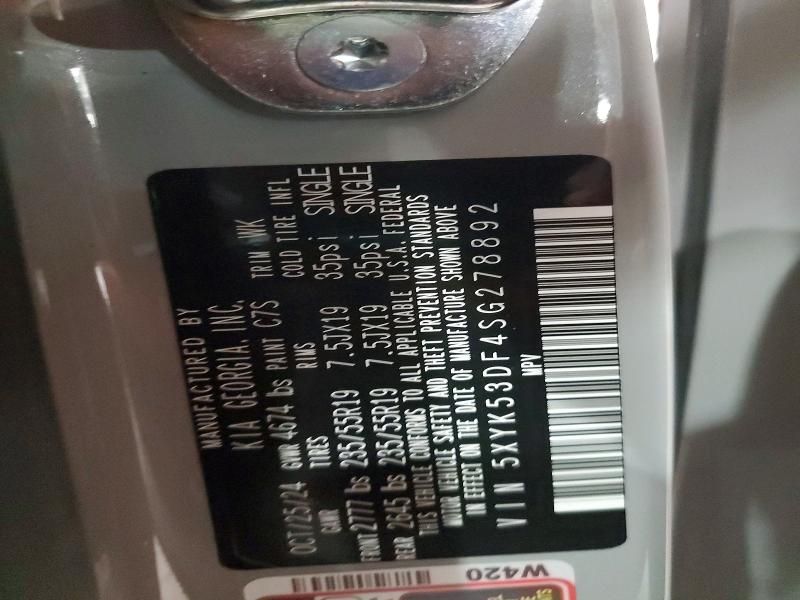 MANUFACTURED BY
KIA GEORGIA, INC.
OCT/25/24 GVWR 4674 lbs PAINT C7S TRIM WK
GAWR TIRES RIMS COLD TIRE INFL
FRONT 2777 lbs 235/55R19 7.5JX19 35psi SINGLE
REAR 2645 lbs 235/55R19 7.5JX19 35psi SINGLE
THIS VEHICLE CONFORMS TO ALL APPLICABLE U.S.A. FEDERAL
MOTOR VEHICLE SAFETY AND THEFT PREVENTION STANDARDS
IN EFFECT ON THE DATE OF MANUFACTURE SHOWN ABOVE
VIN 5XYK53DF4SG278892
MPV
W420